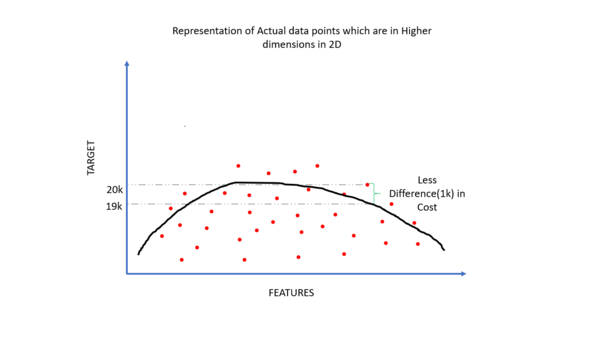 Representation of Actual data points which are in Higher
dimensions in 2D
TARGET
20k
19k
Less
Difference(1k) in
Cost
FEATURES